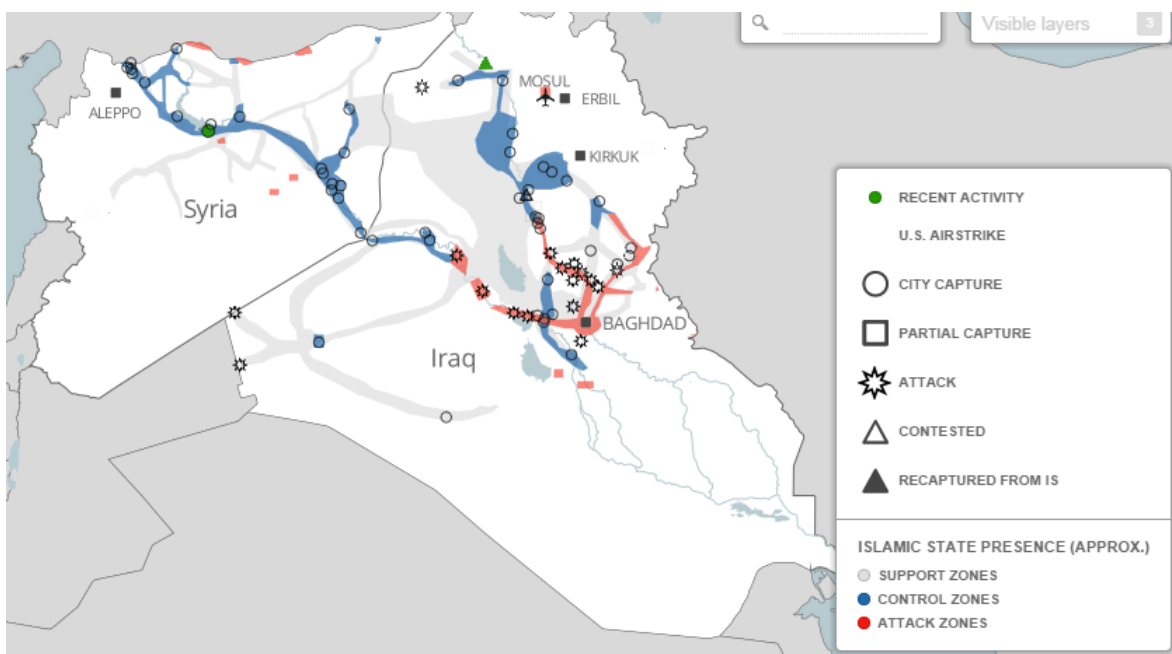 Visible layers
3
MOSUL
ERBIL
ALEPPO
KIRKUK
Syria
BAGHDAD
Iraq
RECENT ACTIVITY
U.S. AIRSTRIKE
CITY CAPTURE
PARTIAL CAPTURE
ATTACK
CONTESTED
RECAPTURED FROM IS
ISLAMIC STATE PRESENCE (APPROX.)
SUPPORT ZONES
CONTROL ZONES
ATTACK ZONES